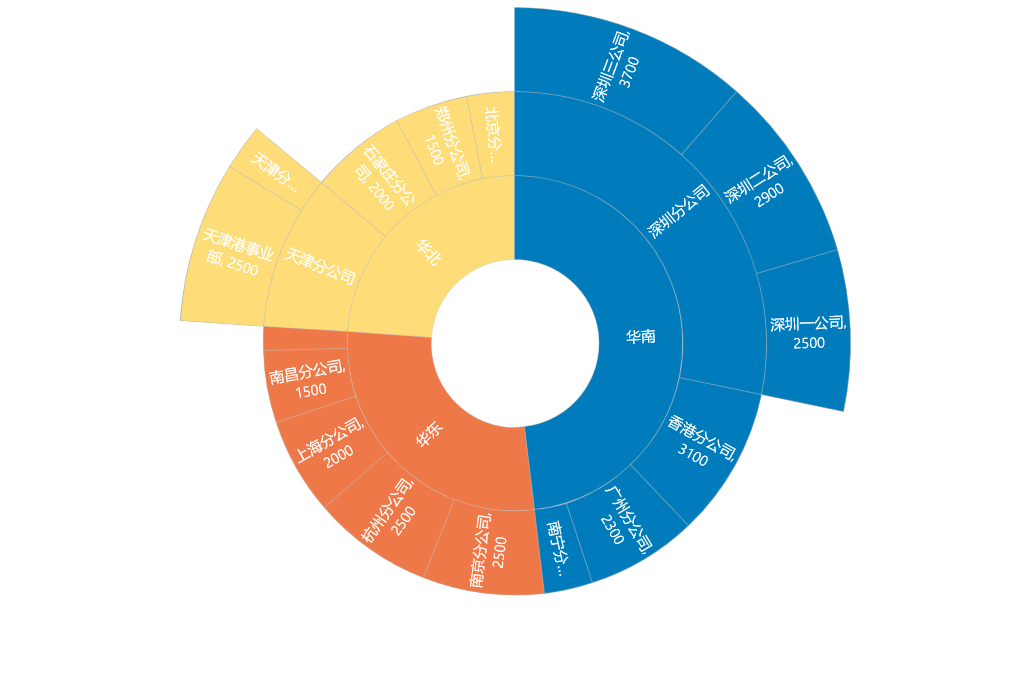 深圳三公司,
3700
深圳二公司,
2900
深圳一公司,
2500
深圳分公司
华南
香港分公司,
3100
广州分公司,
2300
南宁分…
南京分公司,
2500
杭州分公司,
2500
上海分公司,
2000
南昌分公司,
1500
华东
天津港事业
部, 2500
天津分…
天津分公司
华北
石家庄分公
司, 2000
郑州分公司,
1500
北京分…